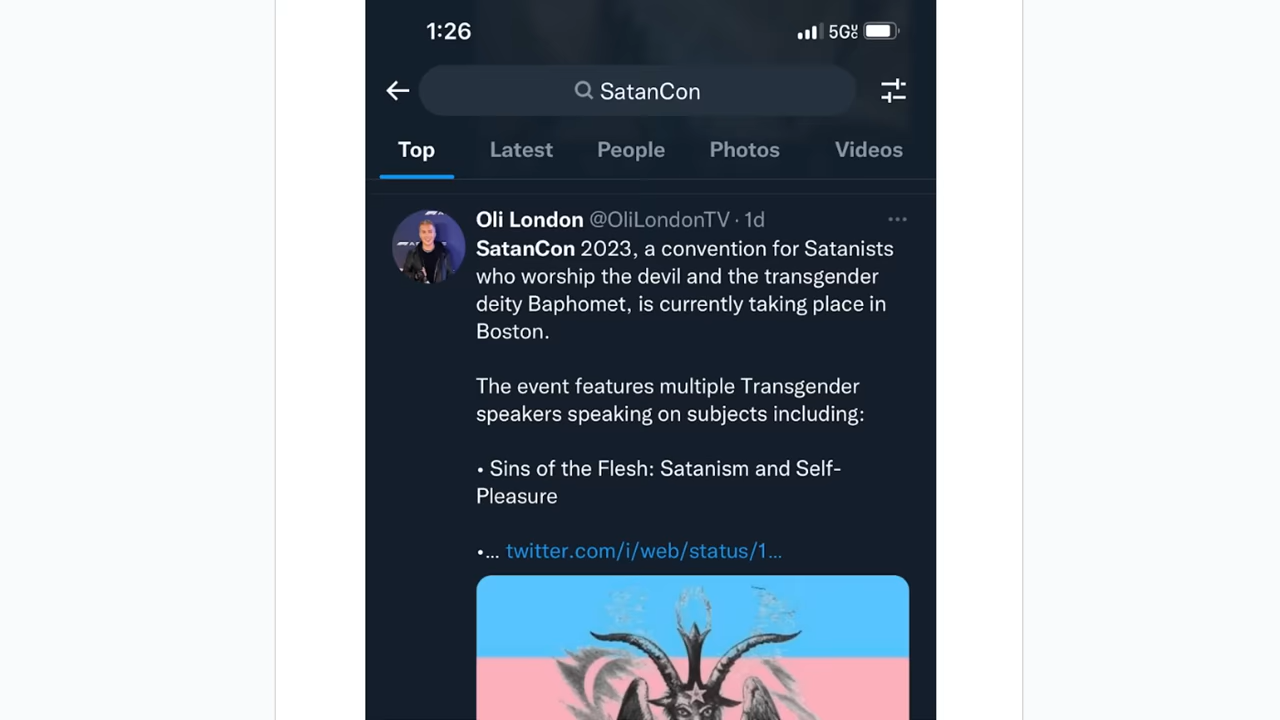 1:26
5G
SatanCon
Top Latest People Photos Videos
Oli London @OliLondonTV · 1d
SatanCon 2023, a convention for Satanists
who worship the devil and the transgender
deity Baphomet, is currently taking place in
Boston.
The event features multiple Transgender
speakers speaking on subjects including:
• Sins of the Flesh: Satanism and Self-
Pleasure
•... twitter.com/i/web/status/1...